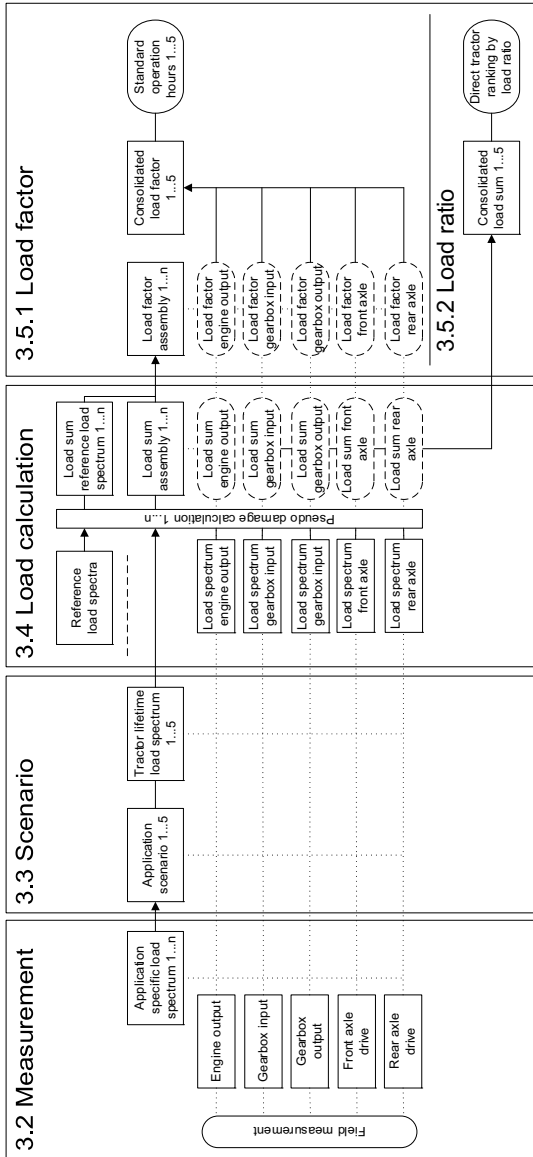 3.2 Measurement
Field measurement
Engine output
Gearbox input
Gearbox
output
Front axle
drive
Rear axle
drive
Application
specific load
spectrum 1...n
3.3 Scenario
Application
scenario 1...5
Tractor lifetime
load spectrum
1...5
3.4 Load calculation
Reference
load spectra
Load spectrum
engine output
Load spectrum
gearbox input
Load spectrum
gearbox input
Load spectrum
front axle
Load spectrum
rear axle
Pseudo damage calculation 1...n
Load sum
reference load
spectrum 1...n
Load sum
assembly 1...n
Load sum
engine output
Load sum
gearbox input
Load sum
gearbox output
Load sum front
axle
Load sum rear
axle
3.5.1 Load factor
Load factor
assembly 1...n
Load factor
engine output
Load factor
gearbox input
Load factor
gearbox output
Load factor
front axle
Load factor
rear axle
Consolidated
load factor
1...5
Standard
operation
hours 1...5
3.5.2 Load ratio
Consolidated
load sum 1...5
Direct tractor
ranking by
load ratio